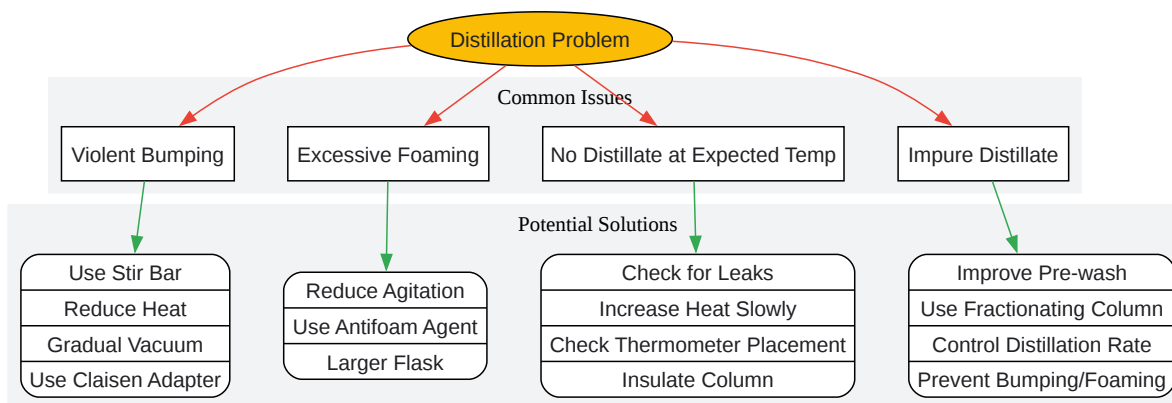 Distillation Problem
Common Issues
Violent Bumping
Excessive Foaming
No Distillate at Expected Temp
Impure Distillate
Potential Solutions
Use Stir Bar
Reduce Heat
Gradual Vacuum
Use Claisen Adapter
Reduce Agitation
Use Antifoam Agent
Larger Flask
Check for Leaks
Increase Heat Slowly
Check Thermometer Placement
Insulate Column
Improve Pre-wash
Use Fractionating Column
Control Distillation Rate
Prevent Bumping/Foaming